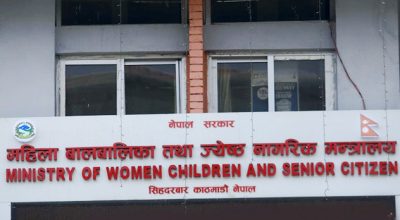 नेपाल सरकार
महिला बालबालिका तथा ज्येष्ठ नागरिक मन्त्रालय
MINISTRY OF WOMEN CHILDREN AND SENIOR CITIZEN
सिंहदरबार काठमाडौं नेपाल